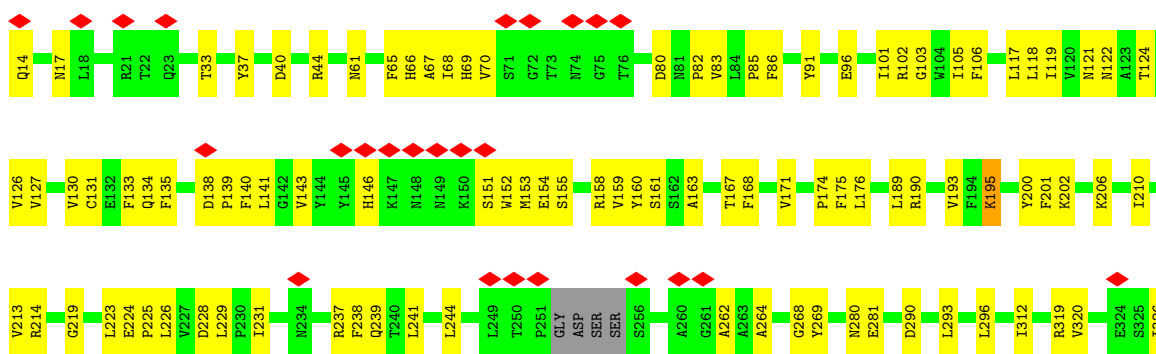 Q14 N17 L18 R21 T22 Q23 T33 Y37 D40 R44 N61 F65 H66 A67 I68 H69 V70 S71 G72 T73 N74 G75 T76 D80 N81 P82 V83 L84 P85 F86 Y91 E96 I101 R102 G103 W104 I105 F106 L117 L118 I119 V120 N121 N122 A123 T124
V126 V127 V130 C131 E132 F133 Q134 F135 D138 P139 F140 L141 G142 V143 Y144 Y145 H146 K147 N148 N149 K150 S151 W152 M153 E154 S155 R158 V159 Y160 S161 S162 A163 T167 F168 V171 P174 F175 L176 L189 R190 V193 F194 K195 Y200 F201 K202 K206 I210
V213 R214 G219 L223 E224 P225 L226 V227 D228 L229 P230 I231 N234 R237 F238 Q239 T240 L241 L244 L249 T250 P251 GLY ASP SER SER S256 A260 G261 A262 A263 A264 G268 Y269 N280 E281 D290 L293 L296 I312 R319 V320 E324 S325